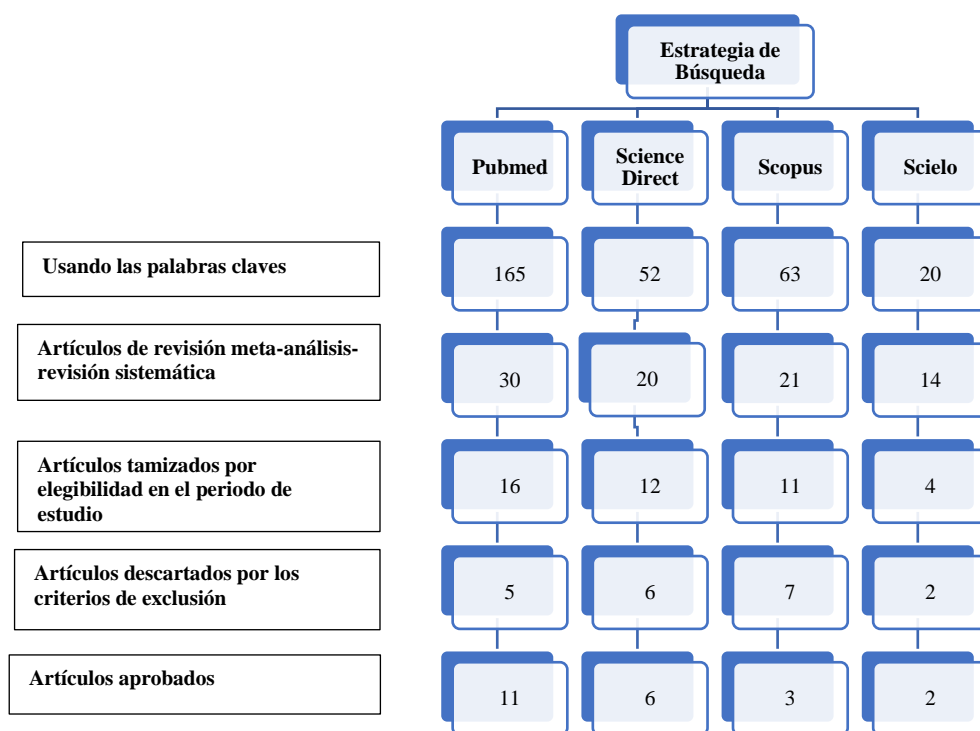 Estrategia de
Búsqueda
Pubmed
Science
Direct
Scopus
Scielo
Usando las palabras claves
165
52
63
20
Artículos de revisión meta-análisis-
revisión sistemática
30
20
21
14
Artículos tamizados por
elegibilidad en el periodo de
estudio
16
12
11
4
Artículos descartados por los
criterios de exclusión
5
6
7
2
Artículos aprobados
11
6
3
2